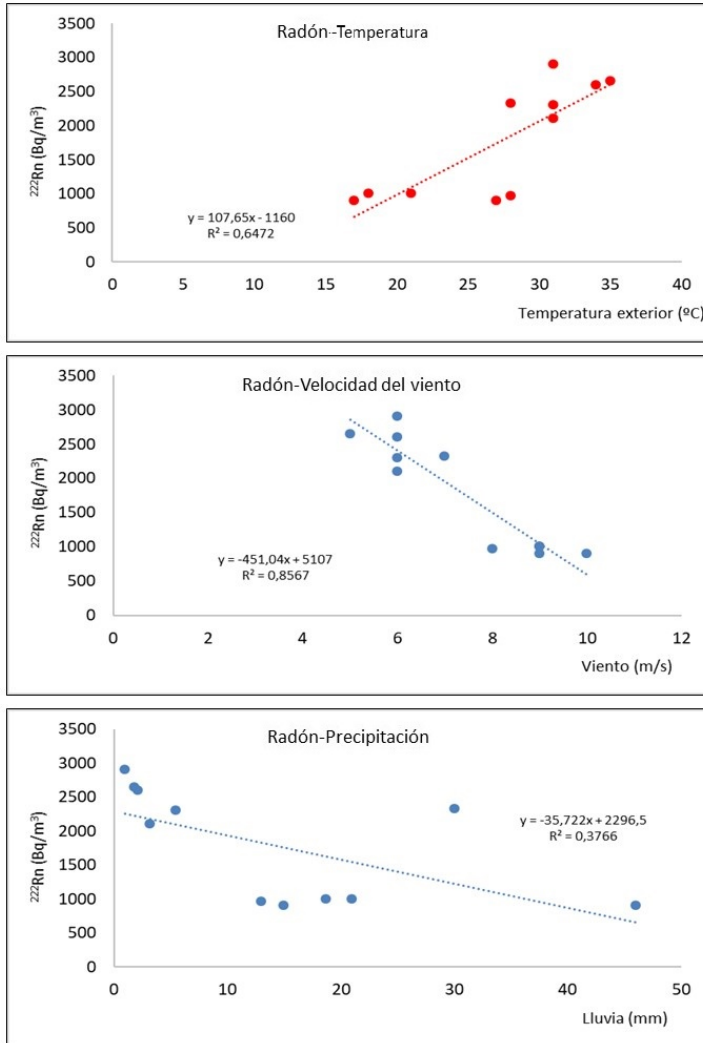 Radón--Temperatura
3500
3000
2500
2000
1500
1000
500
0
²²²Rn (Bq/m³)
y = 107,65x - 1160
R² = 0,6472
0 5 10 15 20 25 30 35 40
Temperatura exterior (ºC)
Radón-Velocidad del viento
3500
3000
2500
2000
1500
1000
500
0
²²²Rn (Bq/m³)
y = -451,04x + 5107
R² = 0,8567
0 2 4 6 8 10 12
Viento (m/s)
Radón-Precipitación
3500
3000
2500
2000
1500
1000
500
0
²²²Rn (Bq/m³)
y = -35,722x + 2296,5
R² = 0,3766
0 10 20 30 40 50
Lluvia (mm)